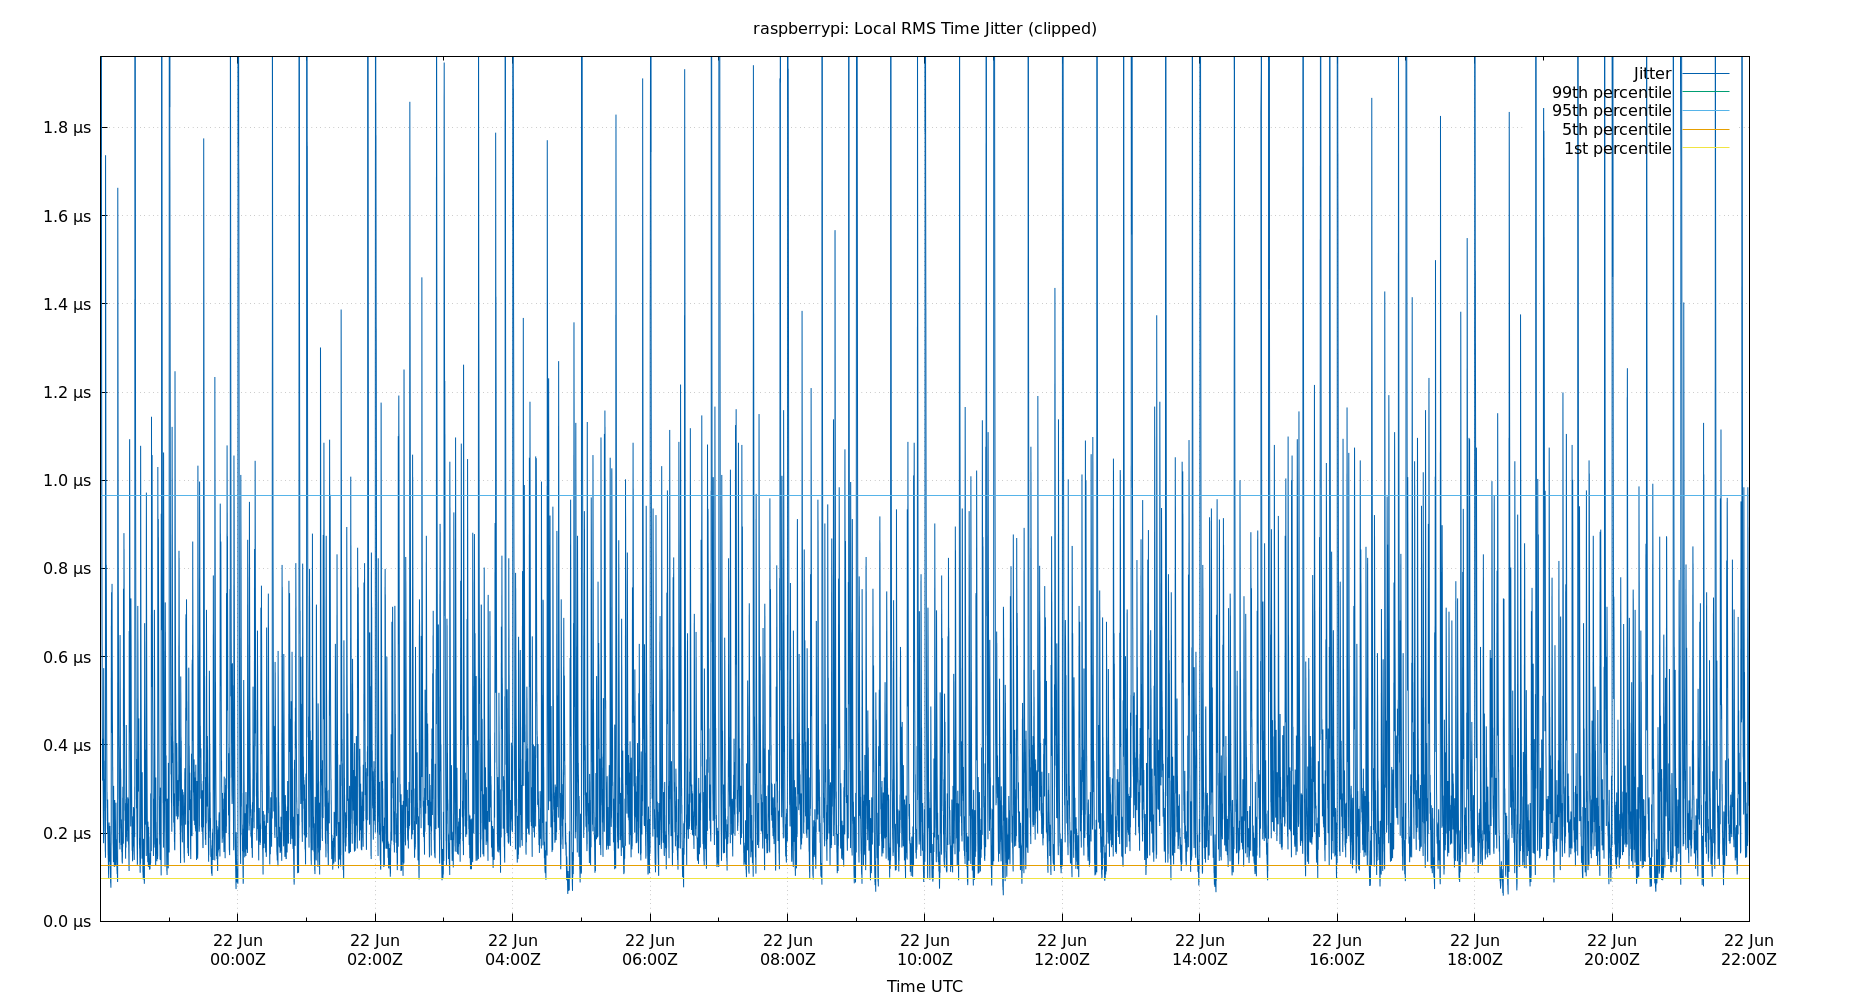 raspberrypi: Local RMS Time Jitter (clipped)
Jitter
99th percentile
95th percentile
5th percentile
1st percentile
1.8 µs
1.6 µs
1.4 µs
1.2 µs
1.0 µs
0.8 µs
0.6 µs
0.4 µs
0.2 µs
0.0 µs
22 Jun 22 Jun 22 Jun 22 Jun 22 Jun 22 Jun 22 Jun 22 Jun 22 Jun 22 Jun 22 Jun 22 Jun
00:00Z 02:00Z 04:00Z 06:00Z 08:00Z 10:00Z 12:00Z 14:00Z 16:00Z 18:00Z 20:00Z 22:00Z
Time UTC